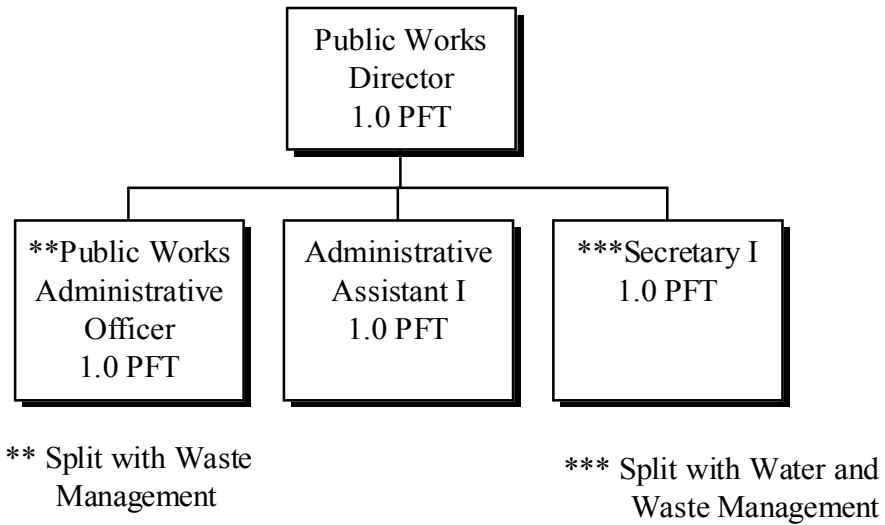 Public Works
Director
1.0 PFT
**Public Works
Administrative
Officer
1.0 PFT
Administrative
Assistant I
1.0 PFT
***Secretary I
1.0 PFT
** Split with Waste
Management
*** Split with Water and
Waste Management